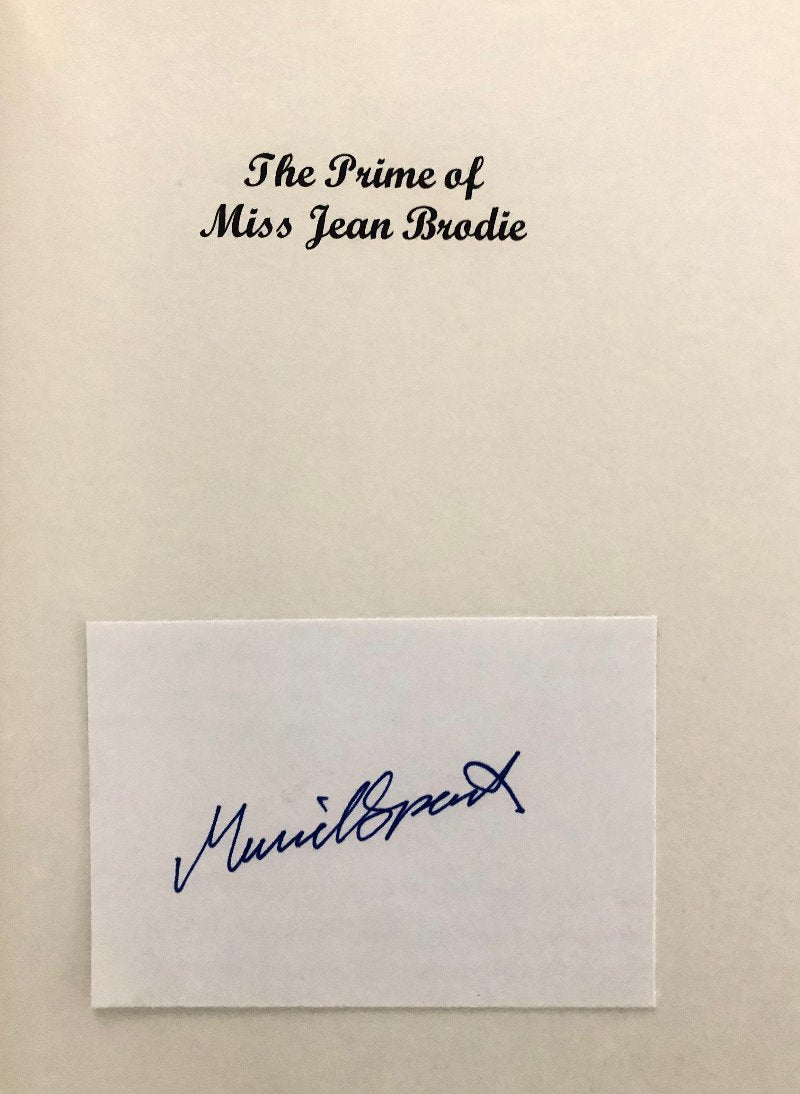 The Prime of
Miss Jean Brodie
Muriel Spark